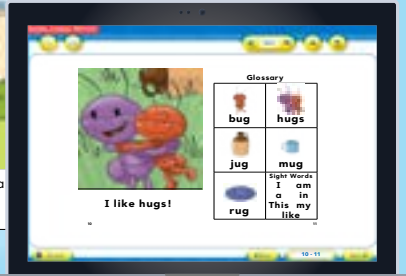 I like hugs!
Glossary
bug
hugs
jug
mug
rug
Sight Words
I am
a in
This my
like
10 - 11